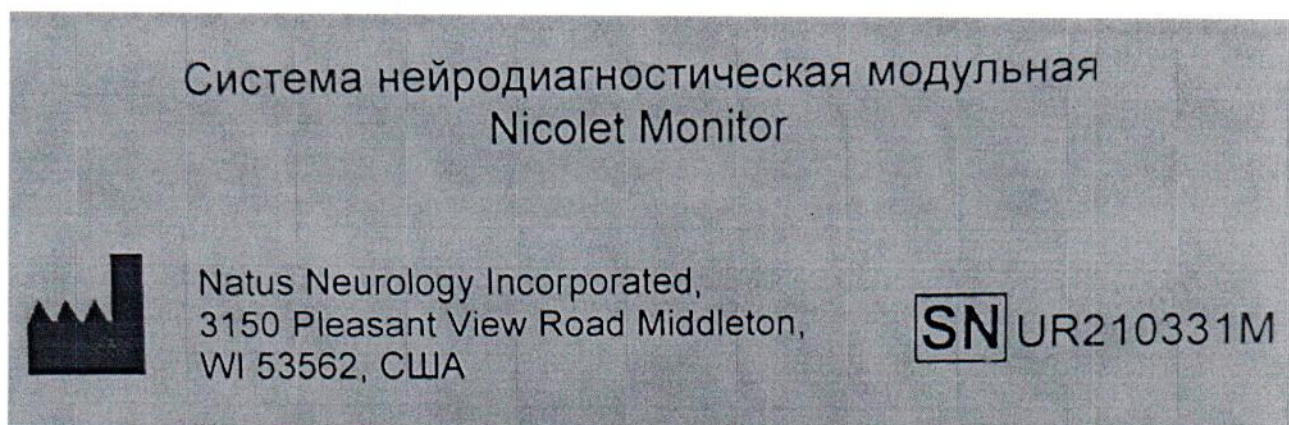 Система нейродиагностическая модульная
Nicolet Monitor
Natus Neurology Incorporated,
3150 Pleasant View Road Middleton,
WI 53562, США
SN UR210331M